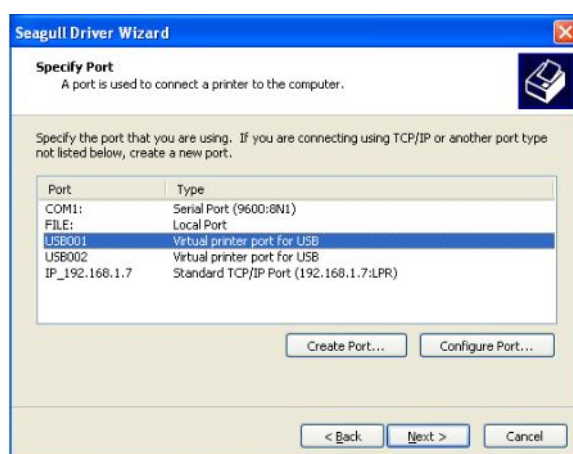 Seagull Driver Wizard
Specify Port
A port is used to connect a printer to the computer.
Specify the port that you are using. If you are connecting using TCP/IP or another port type
not listed below, create a new port.
Port Type
COM1: Serial Port (9600:8N1)
FILE: Local Port
USB001 Virtual printer port for USB
USB002 Virtual printer port for USB
IP_192.168.1.7 Standard TCP/IP Port (192.168.1.7:LPR)
Create Port... Configure Port...
< Back Next > Cancel